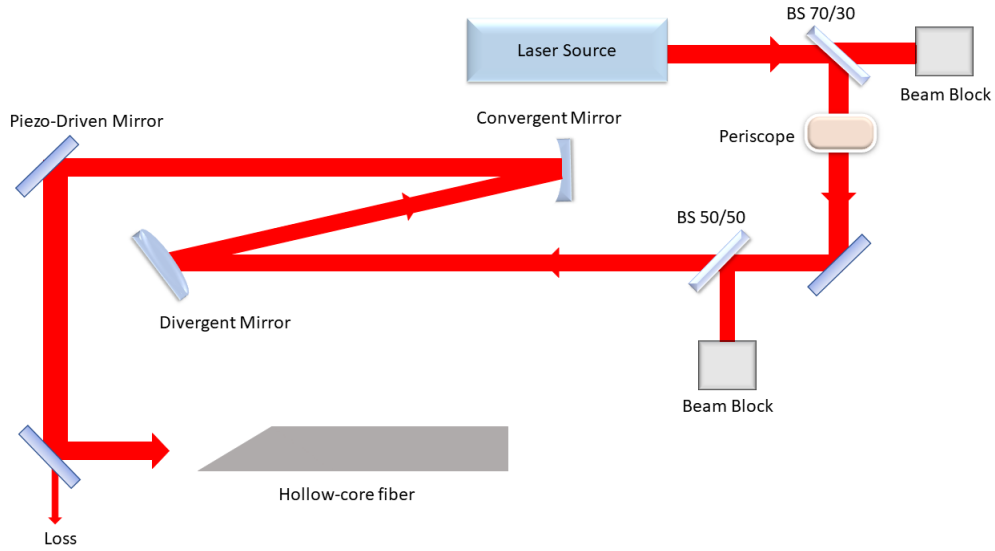 BS 70/30
Laser Source
Beam Block
Piezo-Driven Mirror
Convergent Mirror
Periscope
BS 50/50
Divergent Mirror
Beam Block
Hollow-core fiber
Loss